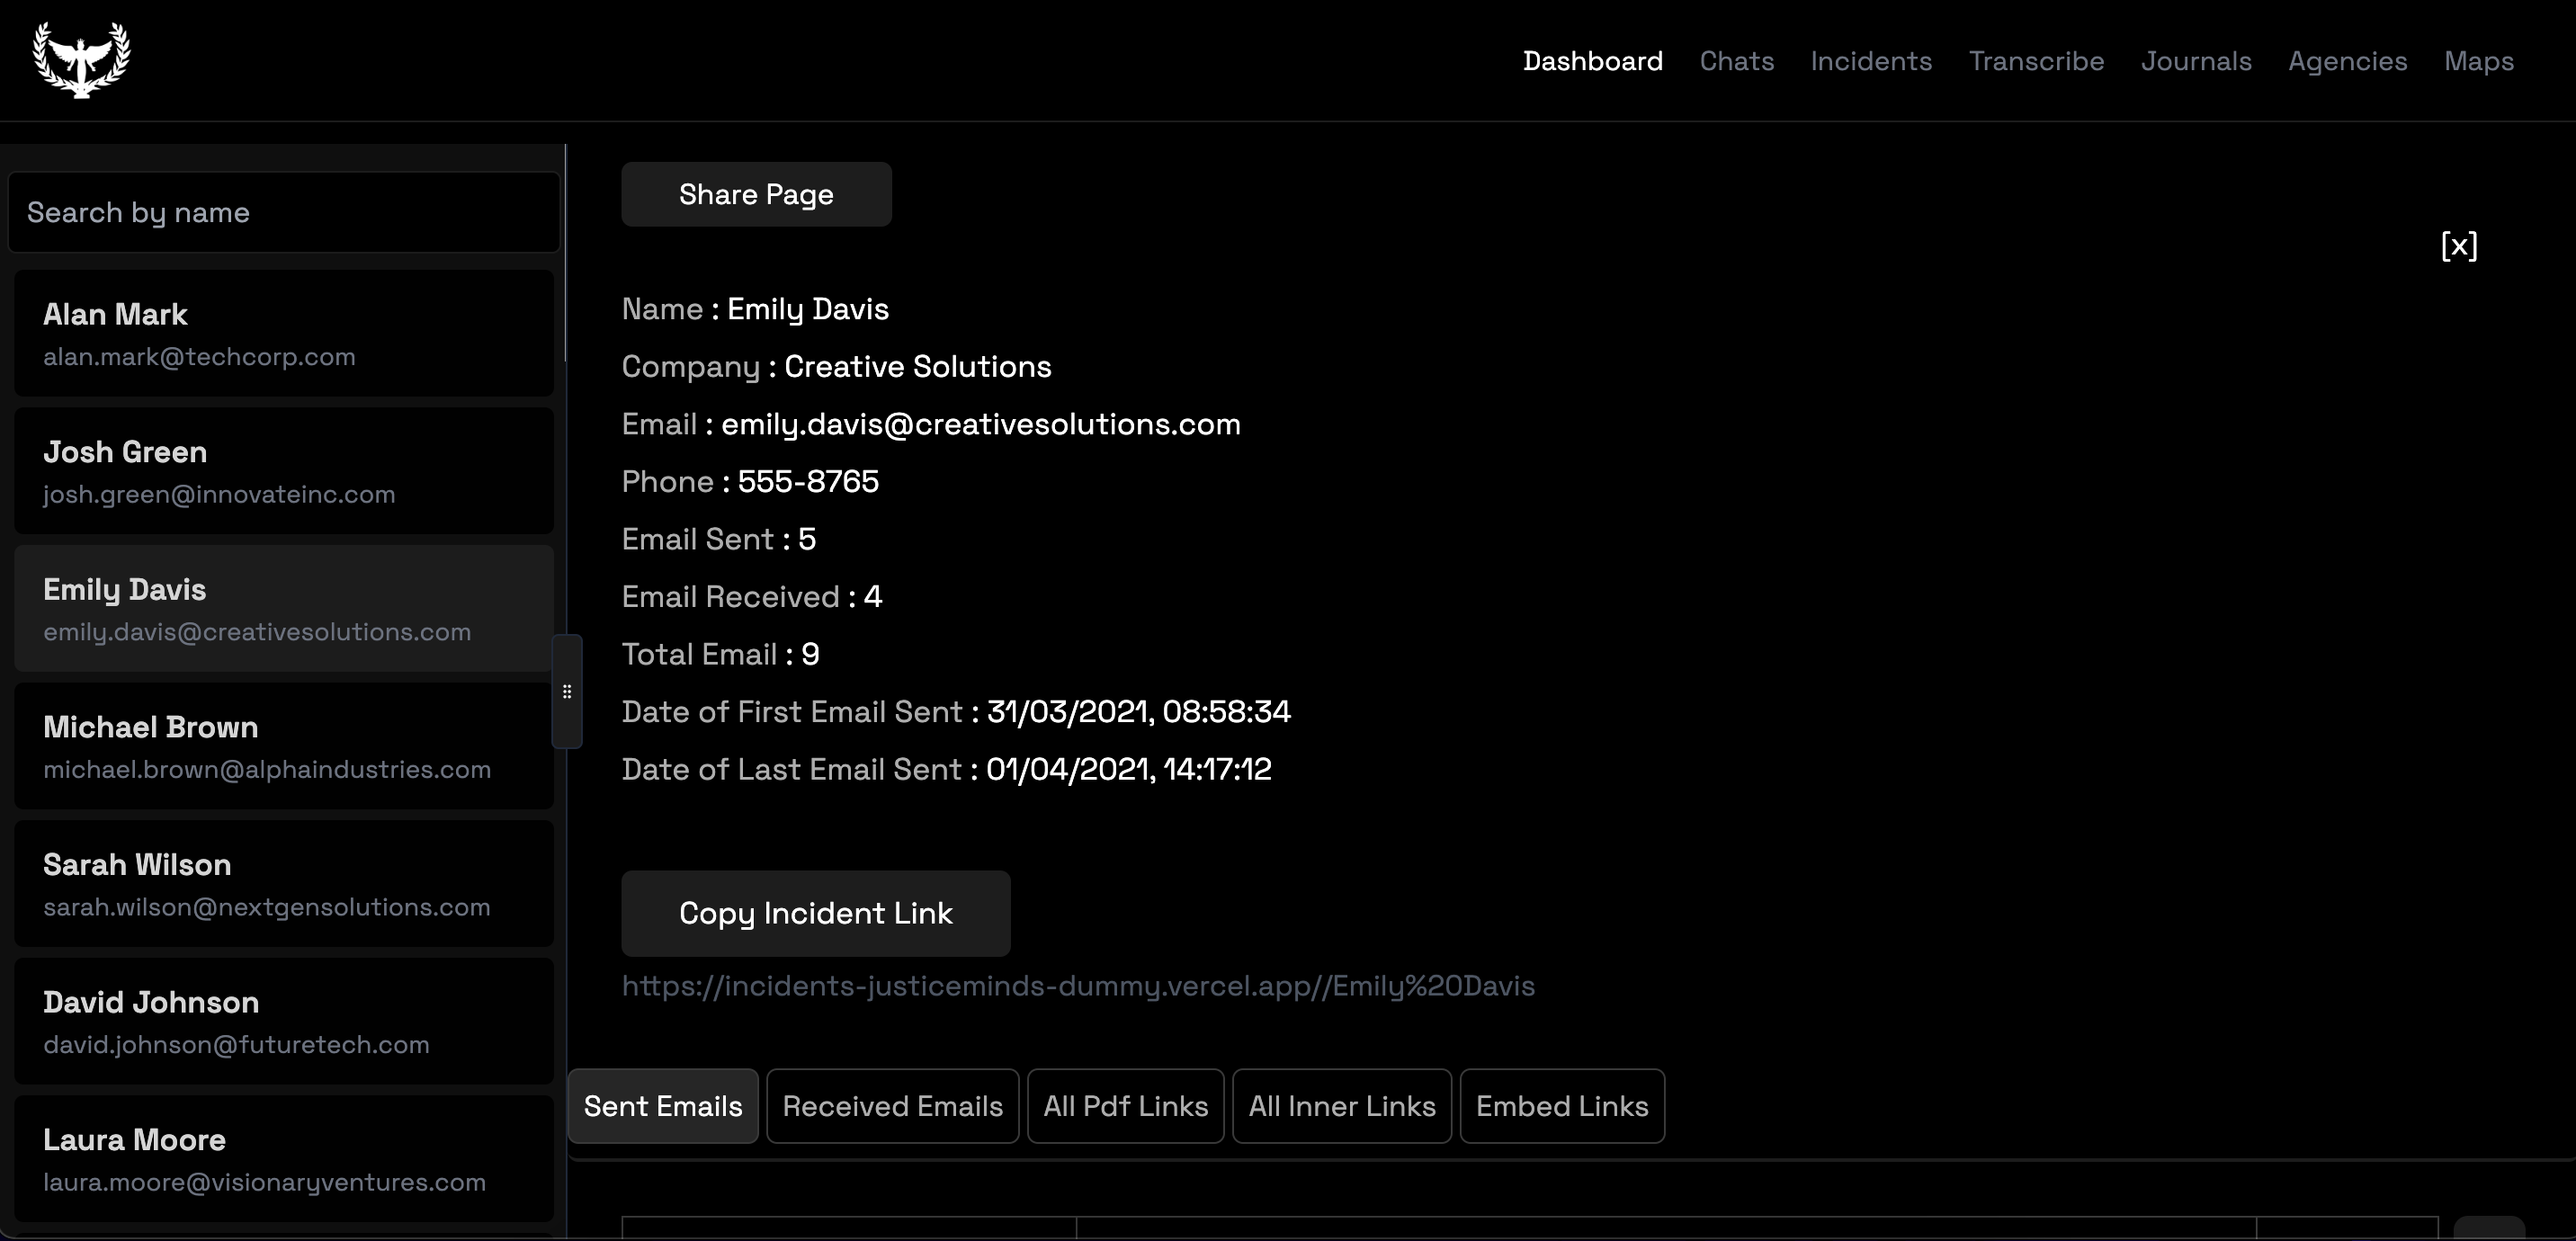 Dashboard Chats Incidents Transcribe Journals Agencies Maps
Search by name
Alan Mark
alan.mark@techcorp.com
Josh Green
josh.green@innovateinc.com
Emily Davis
emily.davis@creativesolutions.com
Michael Brown
michael.brown@alphaindustries.com
Sarah Wilson
sarah.wilson@nextgensolutions.com
David Johnson
david.johnson@futuretech.com
Laura Moore
laura.moore@visionaryventures.com
Share Page
[x]
Name : Emily Davis
Company : Creative Solutions
Email : emily.davis@creativesolutions.com
Phone : 555-8765
Email Sent : 5
Email Received : 4
Total Email : 9
Date of First Email Sent : 31/03/2021, 08:58:34
Date of Last Email Sent : 01/04/2021, 14:17:12
Copy Incident Link
https://incidents-justiceminds-dummy.vercel.app//Emily%20Davis
Sent Emails Received Emails All Pdf Links All Inner Links Embed Links